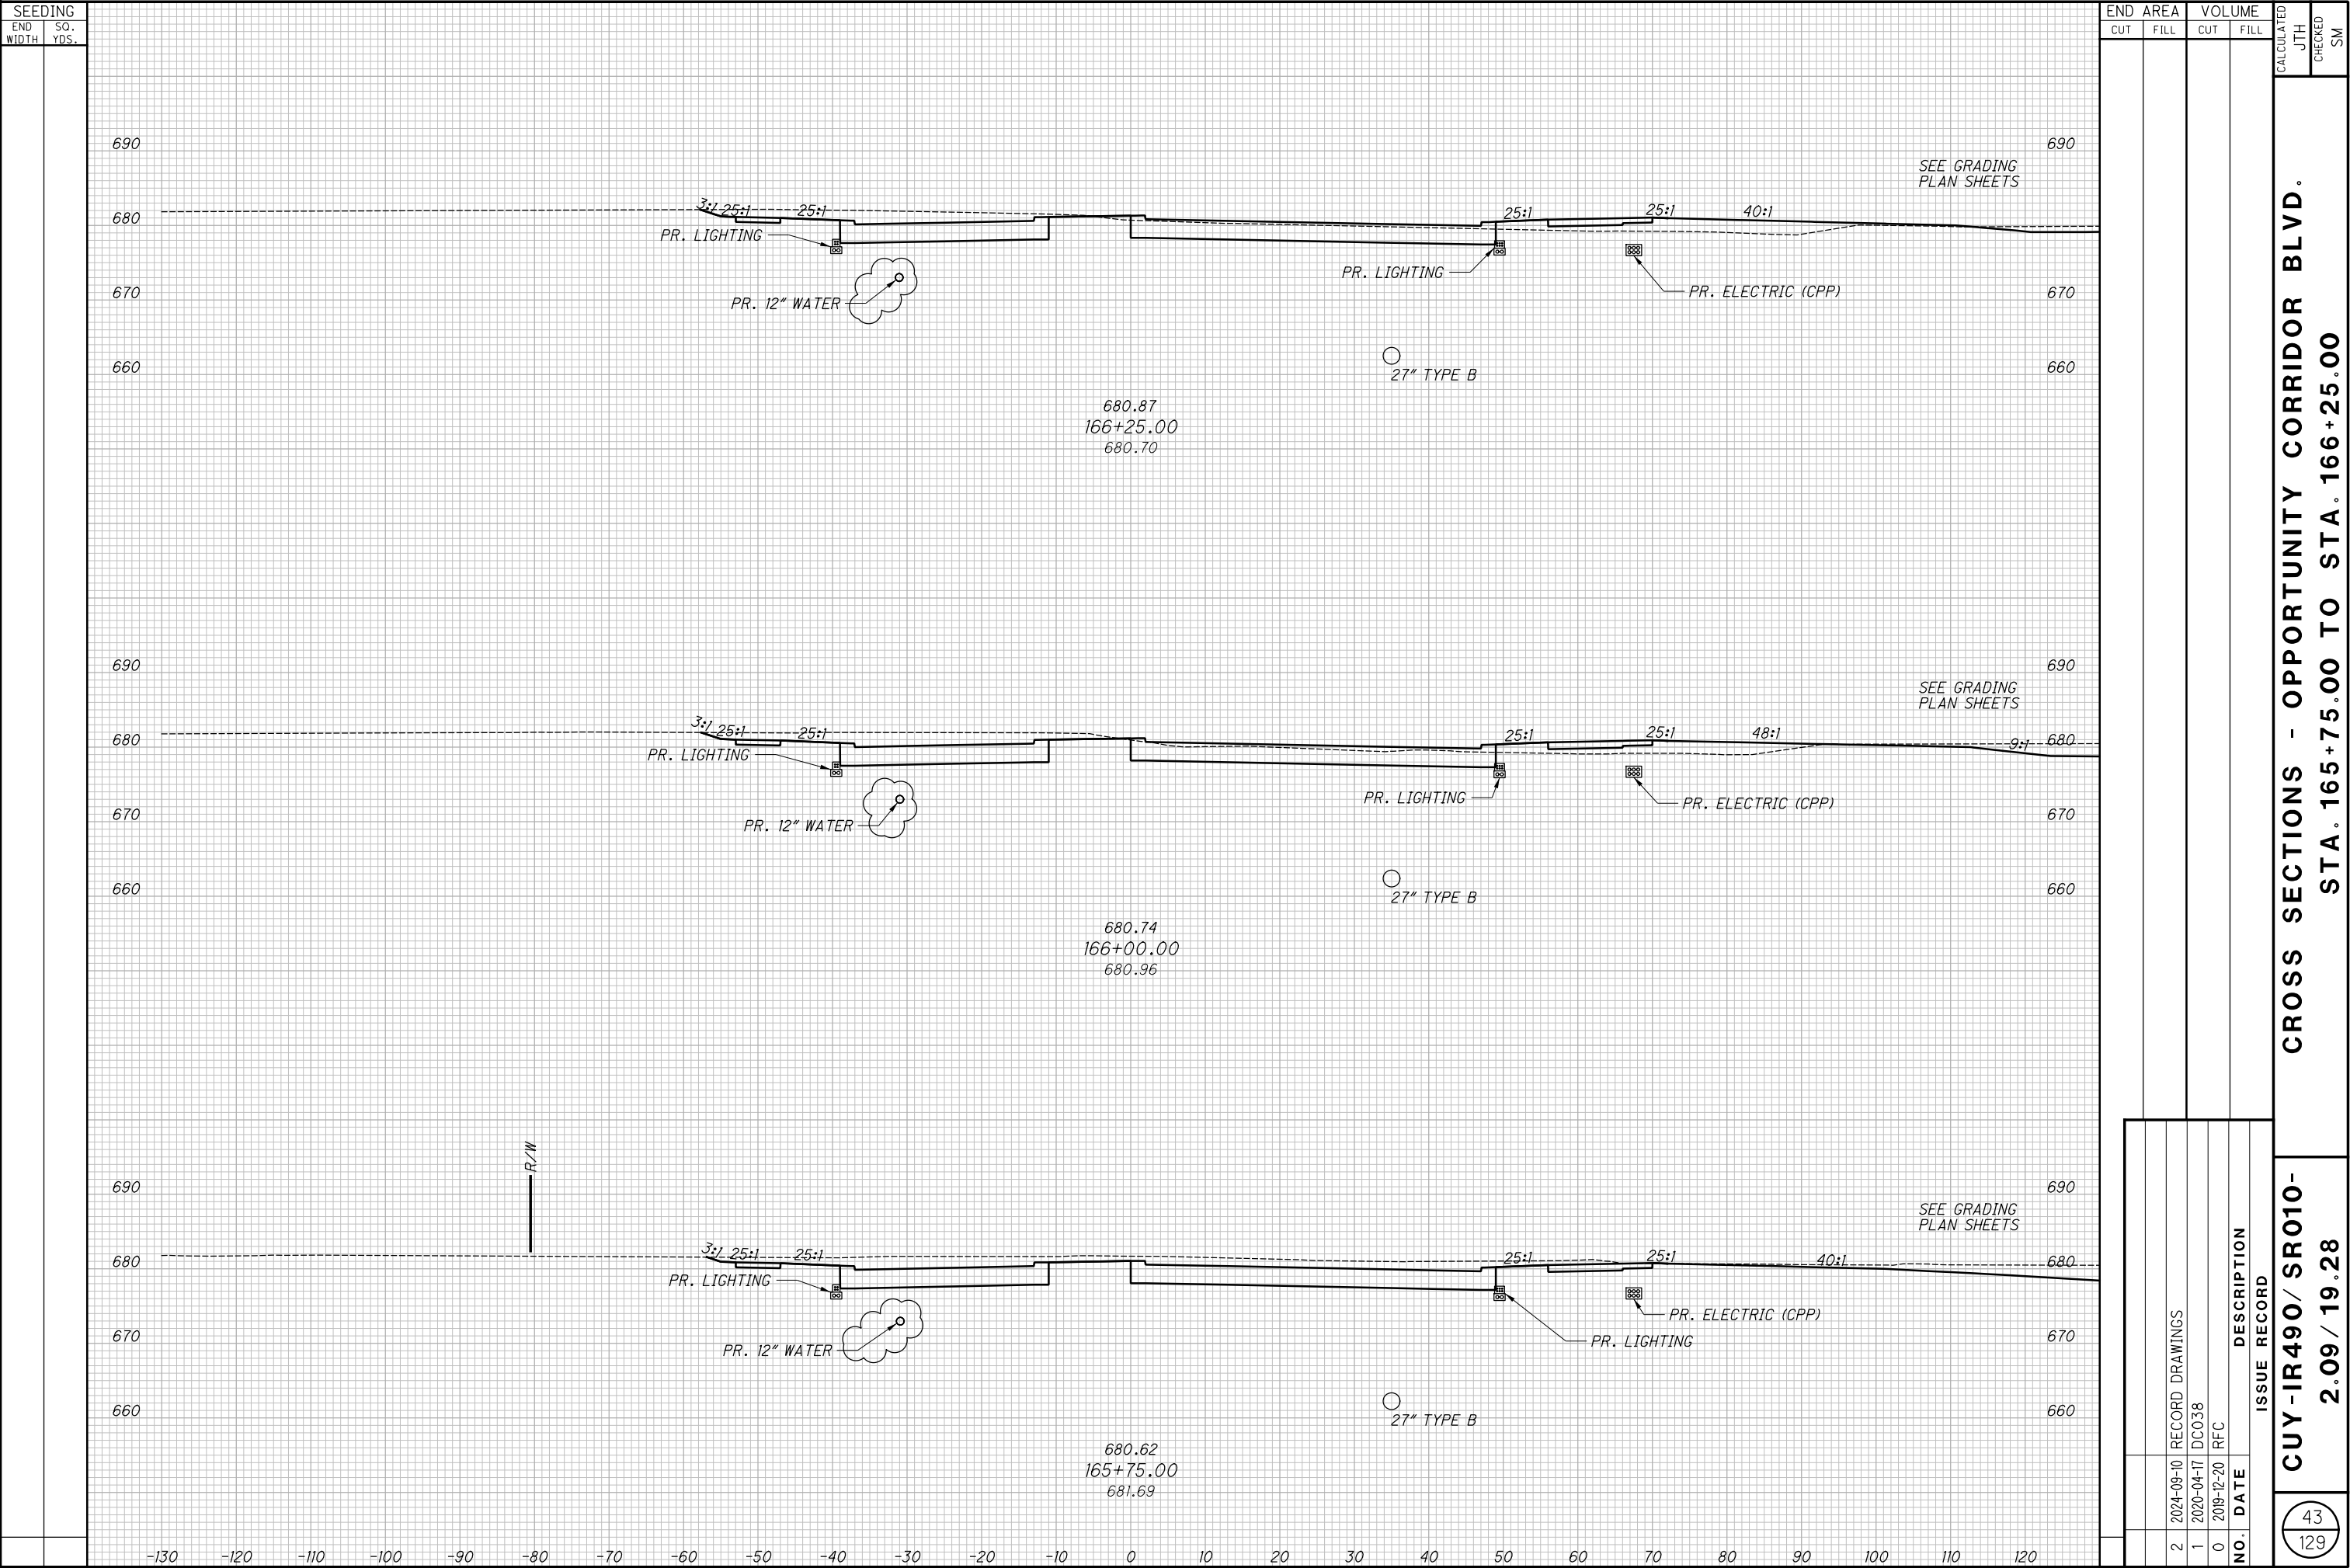 SEEDING
END WIDTH
SQ. YDS.
END AREA
VOLUME
CUT
FILL
CUT
FILL
CALCULATED
JTH
CHECKED
SM
690
690
SEE GRADING
PLAN SHEETS
680
3:1
25:1
25:1
25:1
25:1
40:1
PR. LIGHTING
PR. LIGHTING
670
PR. 12" WATER
PR. ELECTRIC (CPP)
670
660
27" TYPE B
660
680.87
166+25.00
680.70
690
690
SEE GRADING
PLAN SHEETS
680
3:1
25:1
25:1
25:1
25:1
48:1
9:1
680
PR. LIGHTING
PR. LIGHTING
PR. ELECTRIC (CPP)
670
PR. 12" WATER
670
660
27" TYPE B
660
680.74
166+00.00
680.96
R/W
690
690
SEE GRADING
PLAN SHEETS
680
3:1
25:1
25:1
25:1
25:1
40:1
680
PR. LIGHTING
PR. ELECTRIC (CPP)
670
PR. 12" WATER
PR. LIGHTING
670
660
27" TYPE B
660
680.62
165+75.00
681.69
-130 -120 -110 -100 -90 -80 -70 -60 -50 -40 -30 -20 -10 0 10 20 30 40 50 60 70 80 90 100 110 120
CROSS SECTIONS - OPPORTUNITY CORRIDOR BLVD.
STA. 165+75.00 TO STA. 166+25.00
2 2024-09-10 RECORD DRAWINGS
1 2020-04-17 DC038
0 2019-12-20 RFC
NO. DATE DESCRIPTION
ISSUE RECORD
CUY-IR490/SR010-
2.09/19.28
43
129